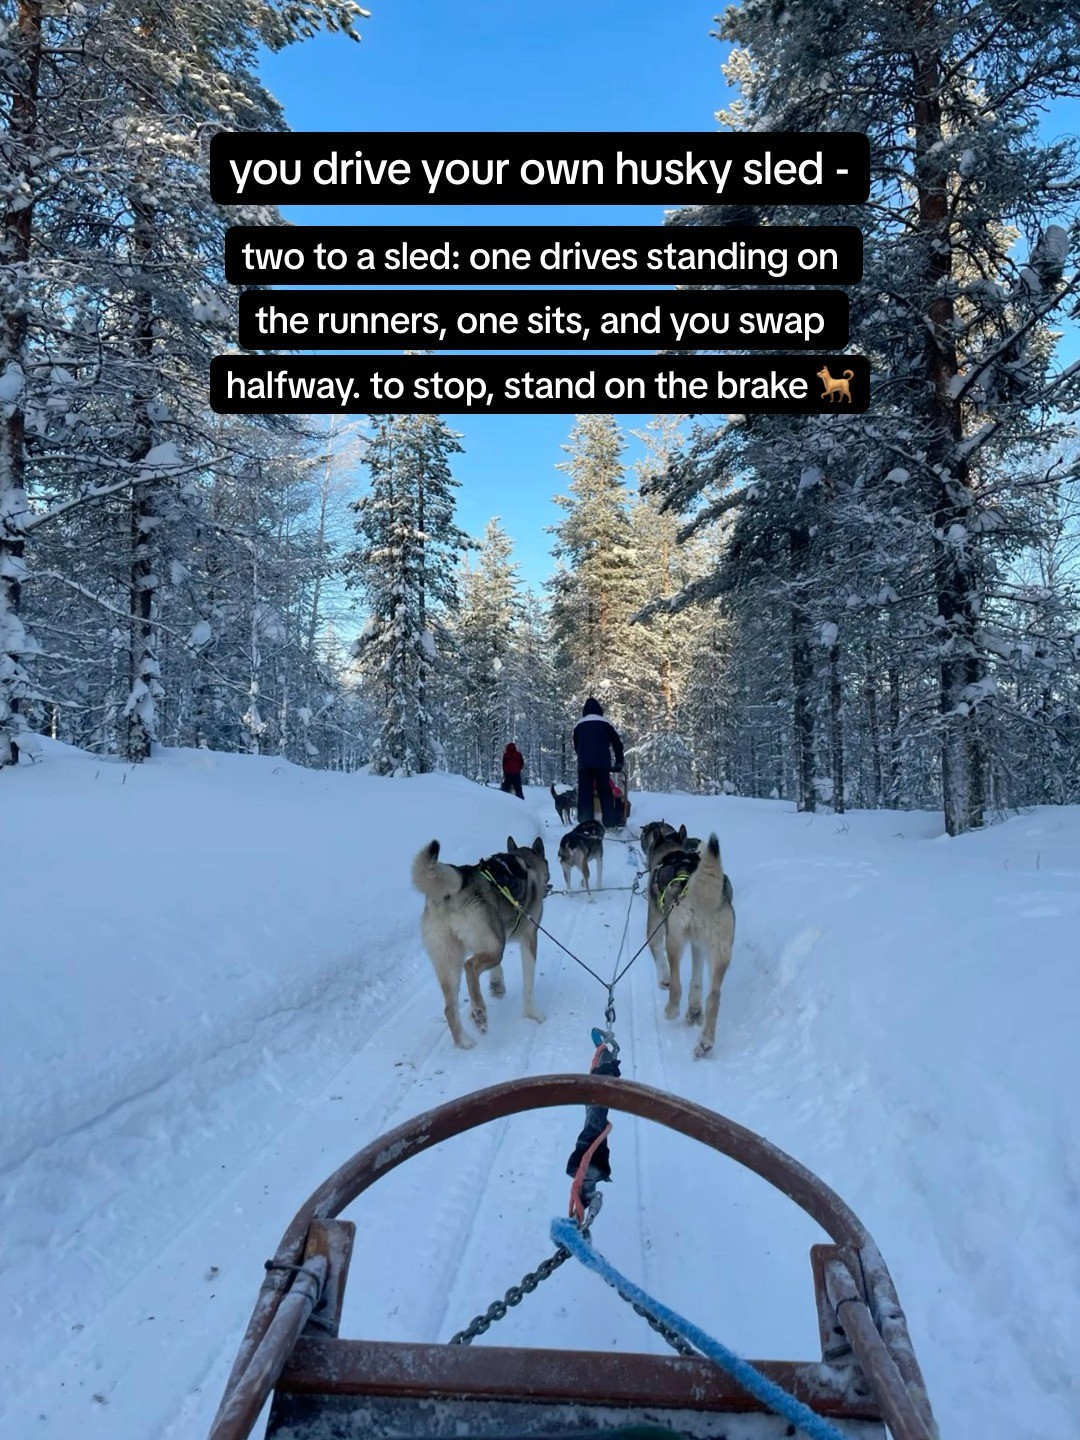 you drive your own husky sled -
two to a sled: one drives standing on
the runners, one sits, and you swap
halfway. to stop, stand on the brake 🐕